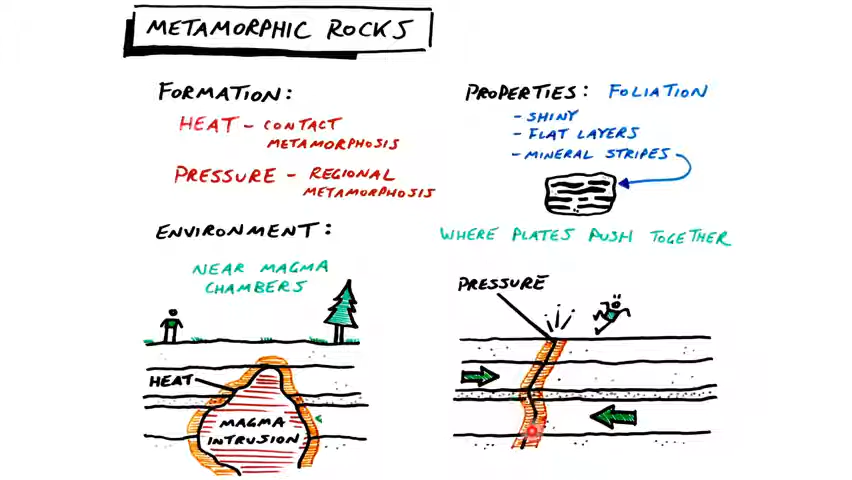 METAMORPHIC ROCKS
FORMATION:
HEAT - CONTACT
METAMORPHOSIS
PRESSURE - REGIONAL
METAMORPHOSIS
PROPERTIES: FOLIATION
- SHINY
- FLAT LAYERS
- MINERAL STRIPES
ENVIRONMENT:
NEAR MAGMA
CHAMBERS
HEAT
MAGMA
INTRUSION
WHERE PLATES PUSH TOGETHER
PRESSURE